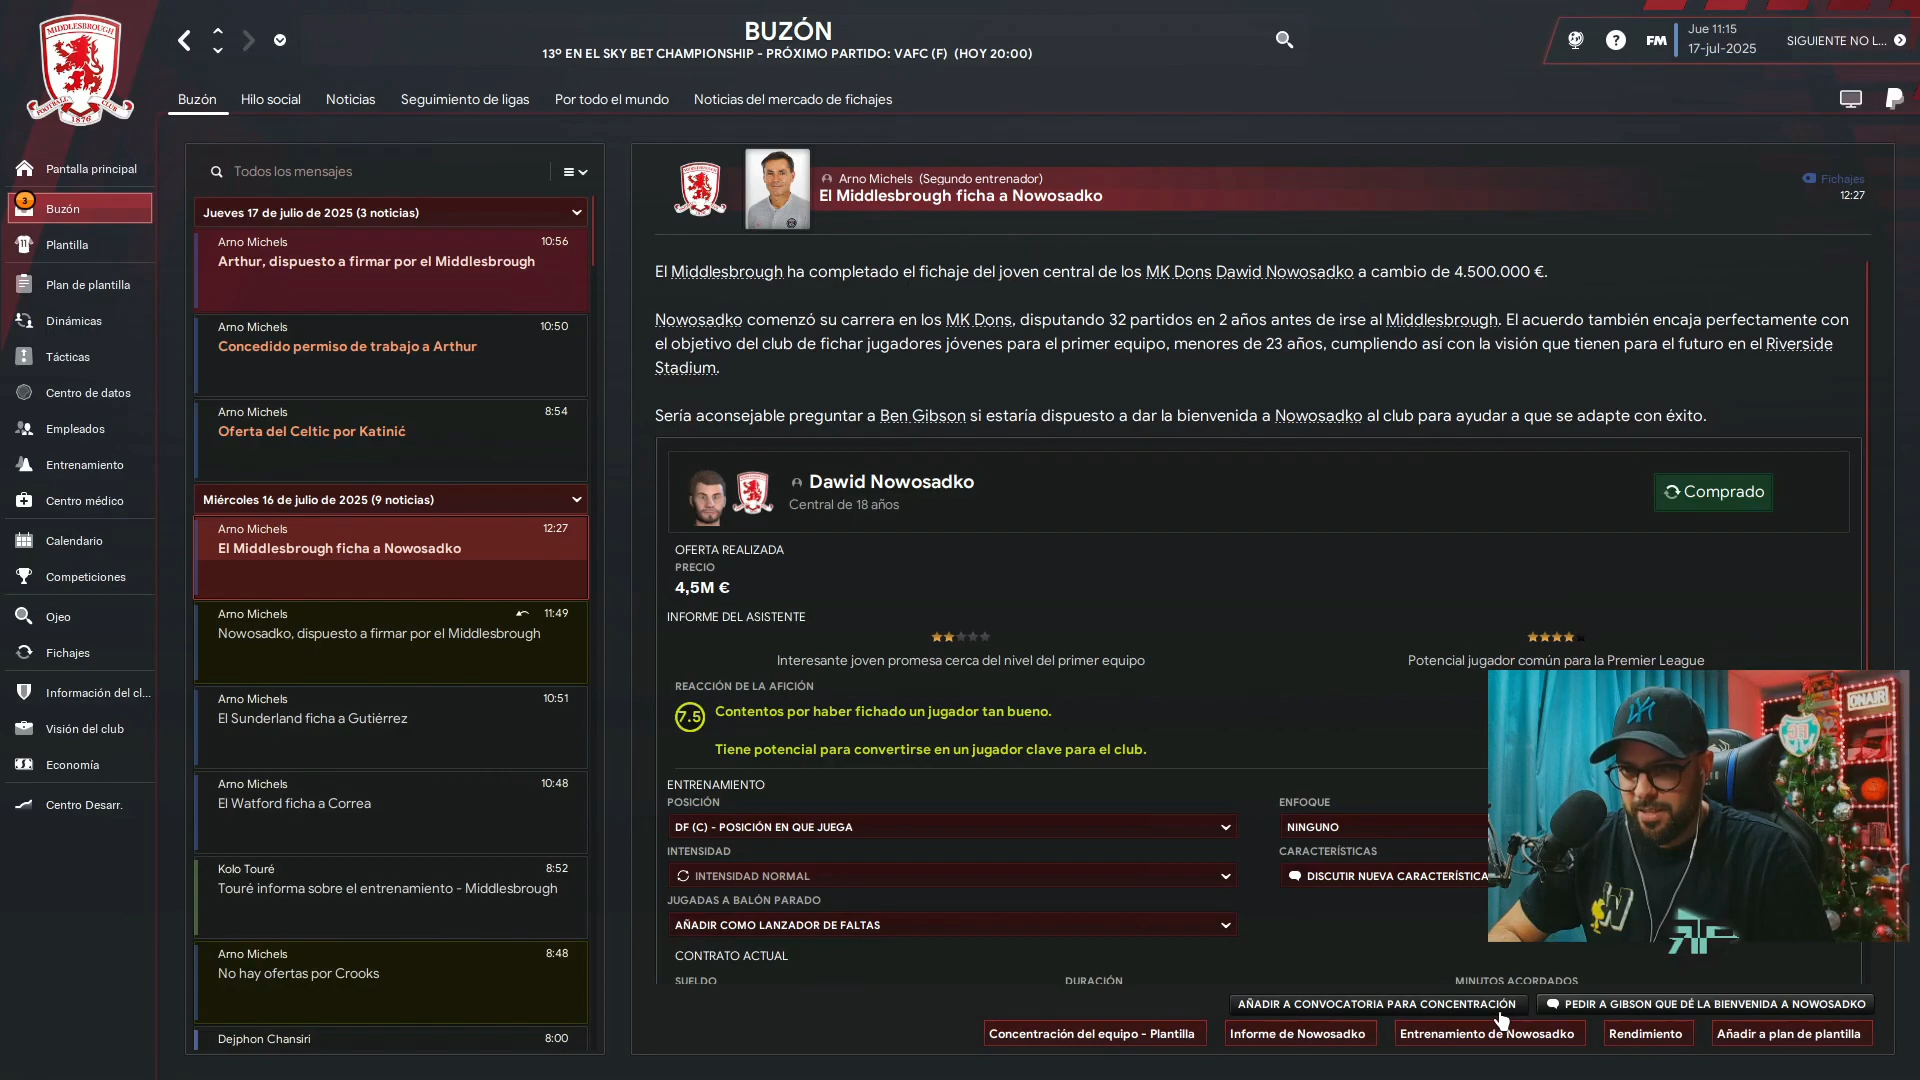 MIDDLESBROUGH
FOOTBALL CLUB
1876
BUZÓN
13º EN EL SKY BET CHAMPIONSHIP - PRÓXIMO PARTIDO: VAFC (F) (HOY 20:00)
FM
Jue 11:15
17-jul-2025
SIGUIENTE NO L...
Buzón
Hilo social
Noticias
Seguimiento de ligas
Por todo el mundo
Noticias del mercado de fichajes
Pantalla principal
3
Buzón
Plantilla
Plan de plantilla
Dinámicas
Tácticas
Centro de datos
Empleados
Entrenamiento
Centro médico
Calendario
Competiciones
Ojeo
Fichajes
Información del cl...
Visión del club
Economía
Centro Desarr.
Todos los mensajes
Jueves 17 de julio de 2025 (3 noticias)
Arno Michels 10:56
Arthur, dispuesto a firmar por el Middlesbrough
Arno Michels 10:50
Concedido permiso de trabajo a Arthur
Arno Michels 8:54
Oferta del Celtic por Katinić
Miércoles 16 de julio de 2025 (9 noticias)
Arno Michels 12:27
El Middlesbrough ficha a Nowosadko
Arno Michels 11:49
Nowosadko, dispuesto a firmar por el Middlesbrough
Arno Michels 10:51
El Sunderland ficha a Gutiérrez
Arno Michels 10:48
El Watford ficha a Correa
Kolo Touré 8:52
Touré informa sobre el entrenamiento - Middlesbrough
Arno Michels 8:48
No hay ofertas por Crooks
Dejphon Chansiri 8:00
Arno Michels (Segundo entrenador)
El Middlesbrough ficha a Nowosadko
Fichajes
12:27
El Middlesbrough ha completado el fichaje del joven central de los MK Dons Dawid Nowosadko a cambio de 4.500.000 €.
Nowosadko comenzó su carrera en los MK Dons, disputando 32 partidos en 2 años antes de irse al Middlesbrough. El acuerdo también encaja perfectamente con
el objetivo del club de fichar jugadores jóvenes para el primer equipo, menores de 23 años, cumpliendo así con la visión que tienen para el futuro en el Riverside
Stadium.
Sería aconsejable preguntar a Ben Gibson si estaría dispuesto a dar la bienvenida a Nowosadko al club para ayudar a que se adapte con éxito.
Dawid Nowosadko
Central de 18 años
Comprado
OFERTA REALIZADA
PRECIO
4,5M €
INFORME DEL ASISTENTE
Interesante joven promesa cerca del nivel del primer equipo
Potencial jugador común para la Premier League
REACCIÓN DE LA AFICIÓN
7.5
Contentos por haber fichado un jugador tan bueno.
Tiene potencial para convertirse en un jugador clave para el club.
ENTRENAMIENTO
POSICIÓN
DF (C) - POSICIÓN EN QUE JUEGA
ENFOQUE
NINGUNO
INTENSIDAD
INTENSIDAD NORMAL
CARACTERÍSTICAS
DISCUTIR NUEVA CARACTERÍSTICA
JUGADAS A BALÓN PARADO
AÑADIR COMO LANZADOR DE FALTAS
CONTRATO ACTUAL
SUELDO
DURACIÓN
MINUTOS ACORDADOS
ON AIR
AÑADIR A CONVOCATORIA PARA CONCENTRACIÓN
PEDIR A GIBSON QUE DÉ LA BIENVENIDA A NOWOSADKO
Concentración del equipo - Plantilla
Informe de Nowosadko
Entrenamiento de Nowosadko
Rendimiento
Añadir a plan de plantilla